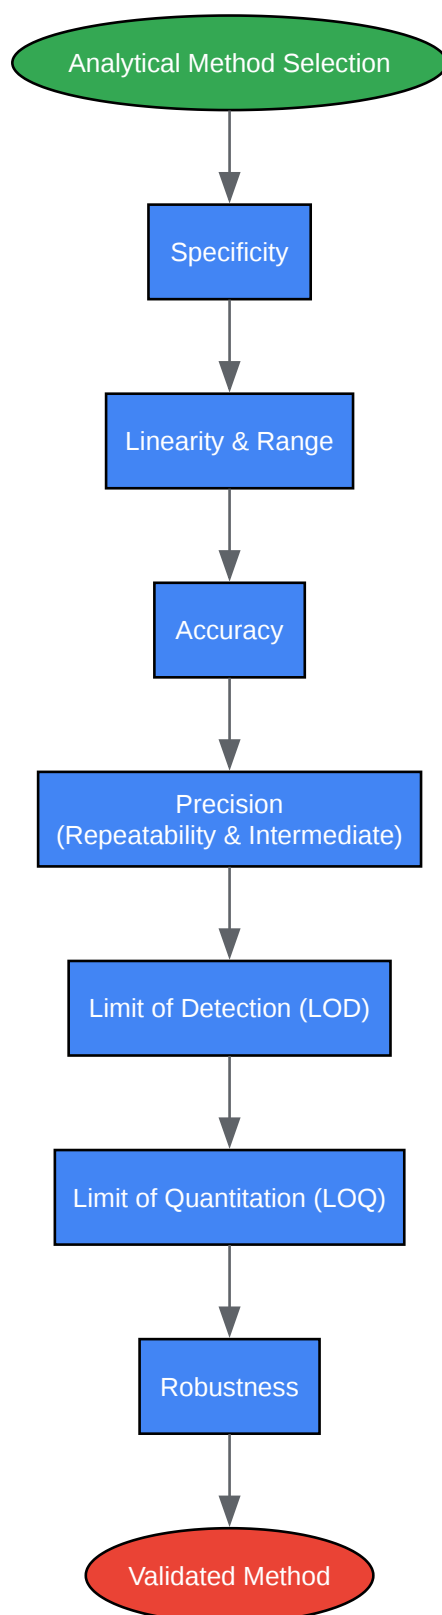 Analytical Method Selection
Specificity
Linearity & Range
Accuracy
Precision
(Repeatability & Intermediate)
Limit of Detection (LOD)
Limit of Quantitation (LOQ)
Robustness
Validated Method